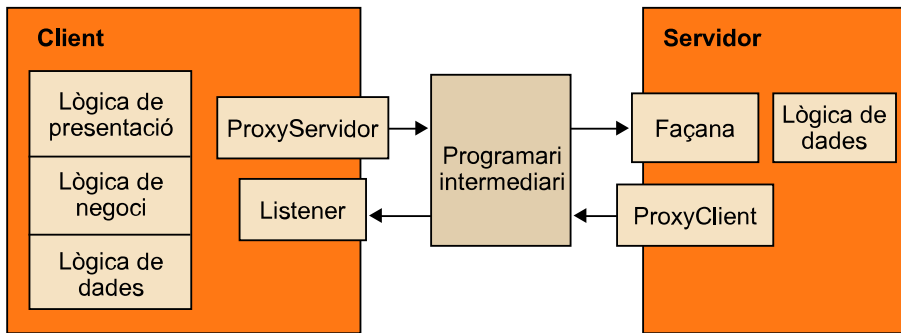 Client
Lògica de
presentació
Lògica de
negoci
Lògica de
dades
ProxyServidor
Listener
Programari
intermediari
Servidor
Façana
Lògica de
dades
ProxyClient